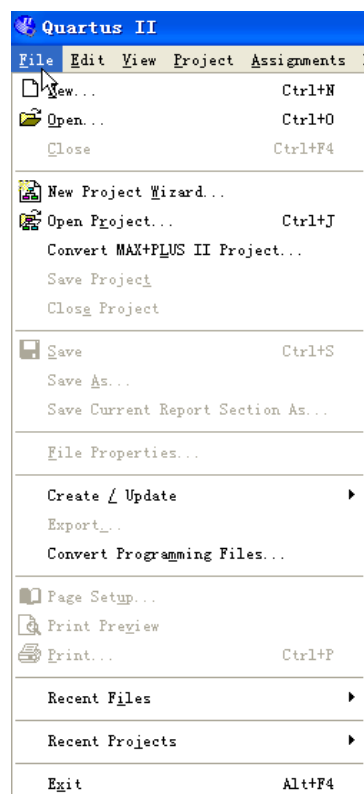 Quartus II
File Edit View Project Assignments
New... Ctrl+N
Open... Ctrl+O
Close Ctrl+F4
New Project Wizard...
Open Project... Ctrl+J
Convert MAX+PLUS II Project...
Save Project
Close Project
Save Ctrl+S
Save As...
Save Current Report Section As...
File Properties...
Create / Update
Export...
Convert Programming Files...
Page Setup...
Print Preview
Print... Ctrl+P
Recent Files
Recent Projects
Exit Alt+F4